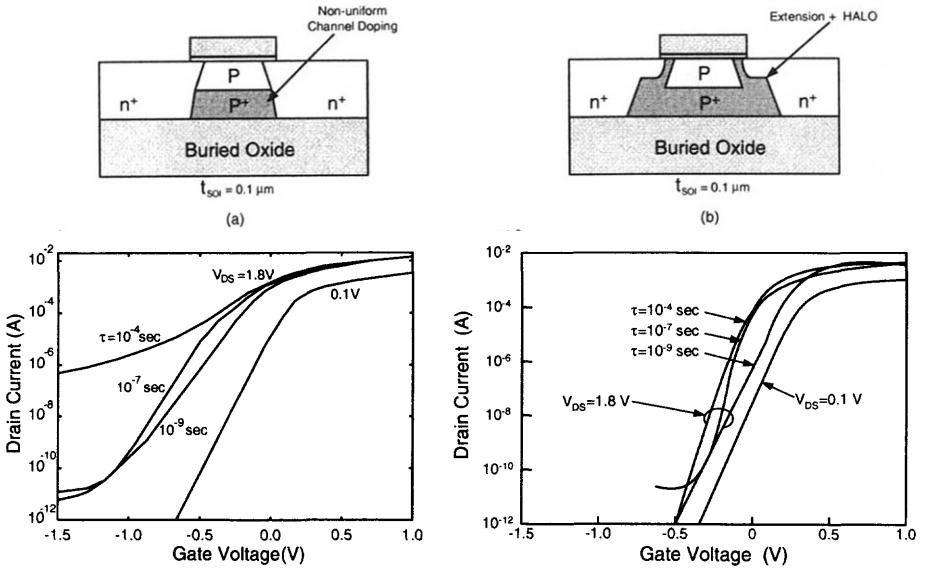 Non-uniform
Channel Doping
P
n+
P+
n+
Buried Oxide
tSOI = 0.1 μm
(a)
Extension + HALO
P
n+
P+
n+
Buried Oxide
tSOI = 0.1 μm
(b)
10-2
10-4
10-6
10-8
10-10
10-12
Drain Current (A)
VDS=1.8V
0.1V
τ=10-4sec
10-7sec
10-9sec
-1.5
-1.0
-0.5
0.0
0.5
1.0
Gate Voltage(V)
10-2
10-4
10-6
10-8
10-10
10-12
Drain Current (A)
τ=10-4 sec
τ=10-7 sec
τ=10-9 sec
VDS=1.8 V
VDS=0.1 V
-1.5
-1.0
-0.5
0.0
0.5
1.0
Gate Voltage (V)